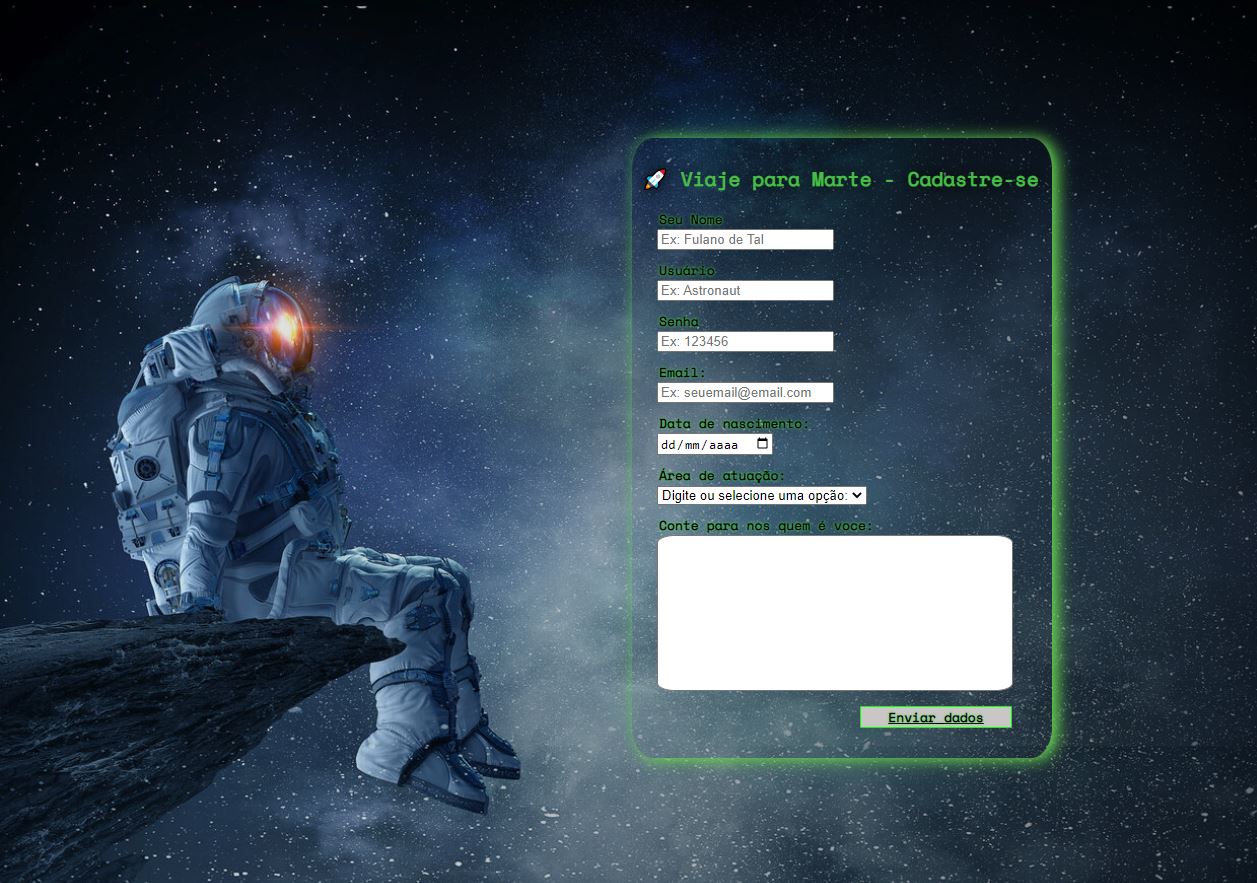 🚀 Viaje para Marte - Cadastre-se
Seu Nome
Ex: Fulano de Tal
Usuário
Ex: Astronaut
Senha
Ex: 123456
Email:
Ex: seuemail@email.com
Data de nascimento:
dd/mm/aaaa
Área de atuação:
Digite ou selecione uma opção:
Conte para nos quem é voce:
Enviar dados